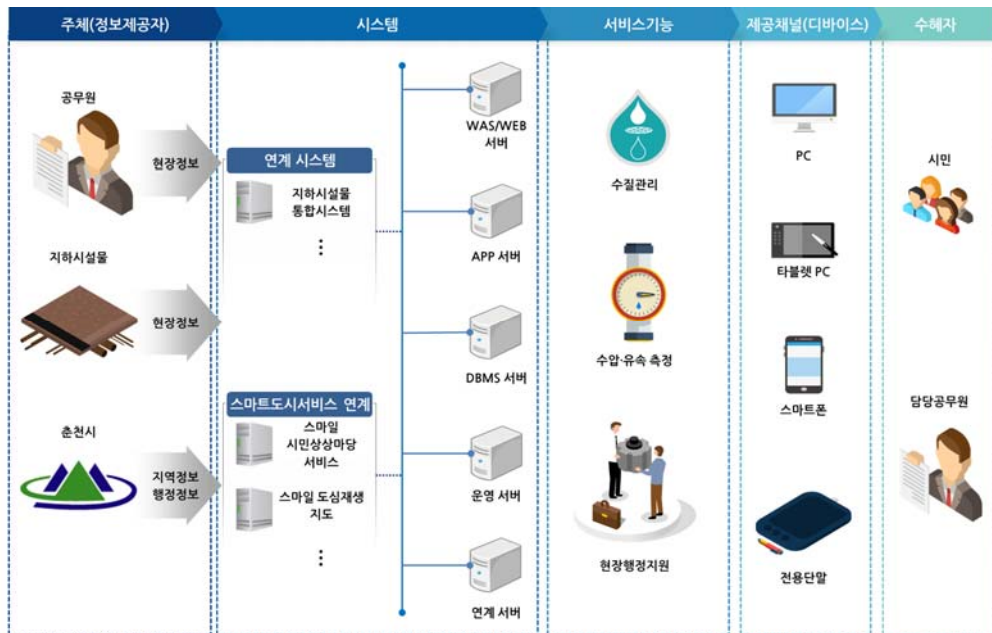 주체(정보제공자)
시스템
서비스기능
제공채널(디바이스)
수혜자
공무원
현장정보
지하시설물
현장정보
춘천시
지역정보
행정정보
연계 시스템
지하시설물
통합시스템
스마트도시서비스 연계
스마일
시민상상마당
서비스
스마일 도심재생
지도
WAS/WEB
서버
APP 서버
DBMS 서버
운영 서버
연계 서버
수질관리
수압·유속 측정
현장행정지원
PC
타블렛 PC
스마트폰
전용단말
시민
담당공무원